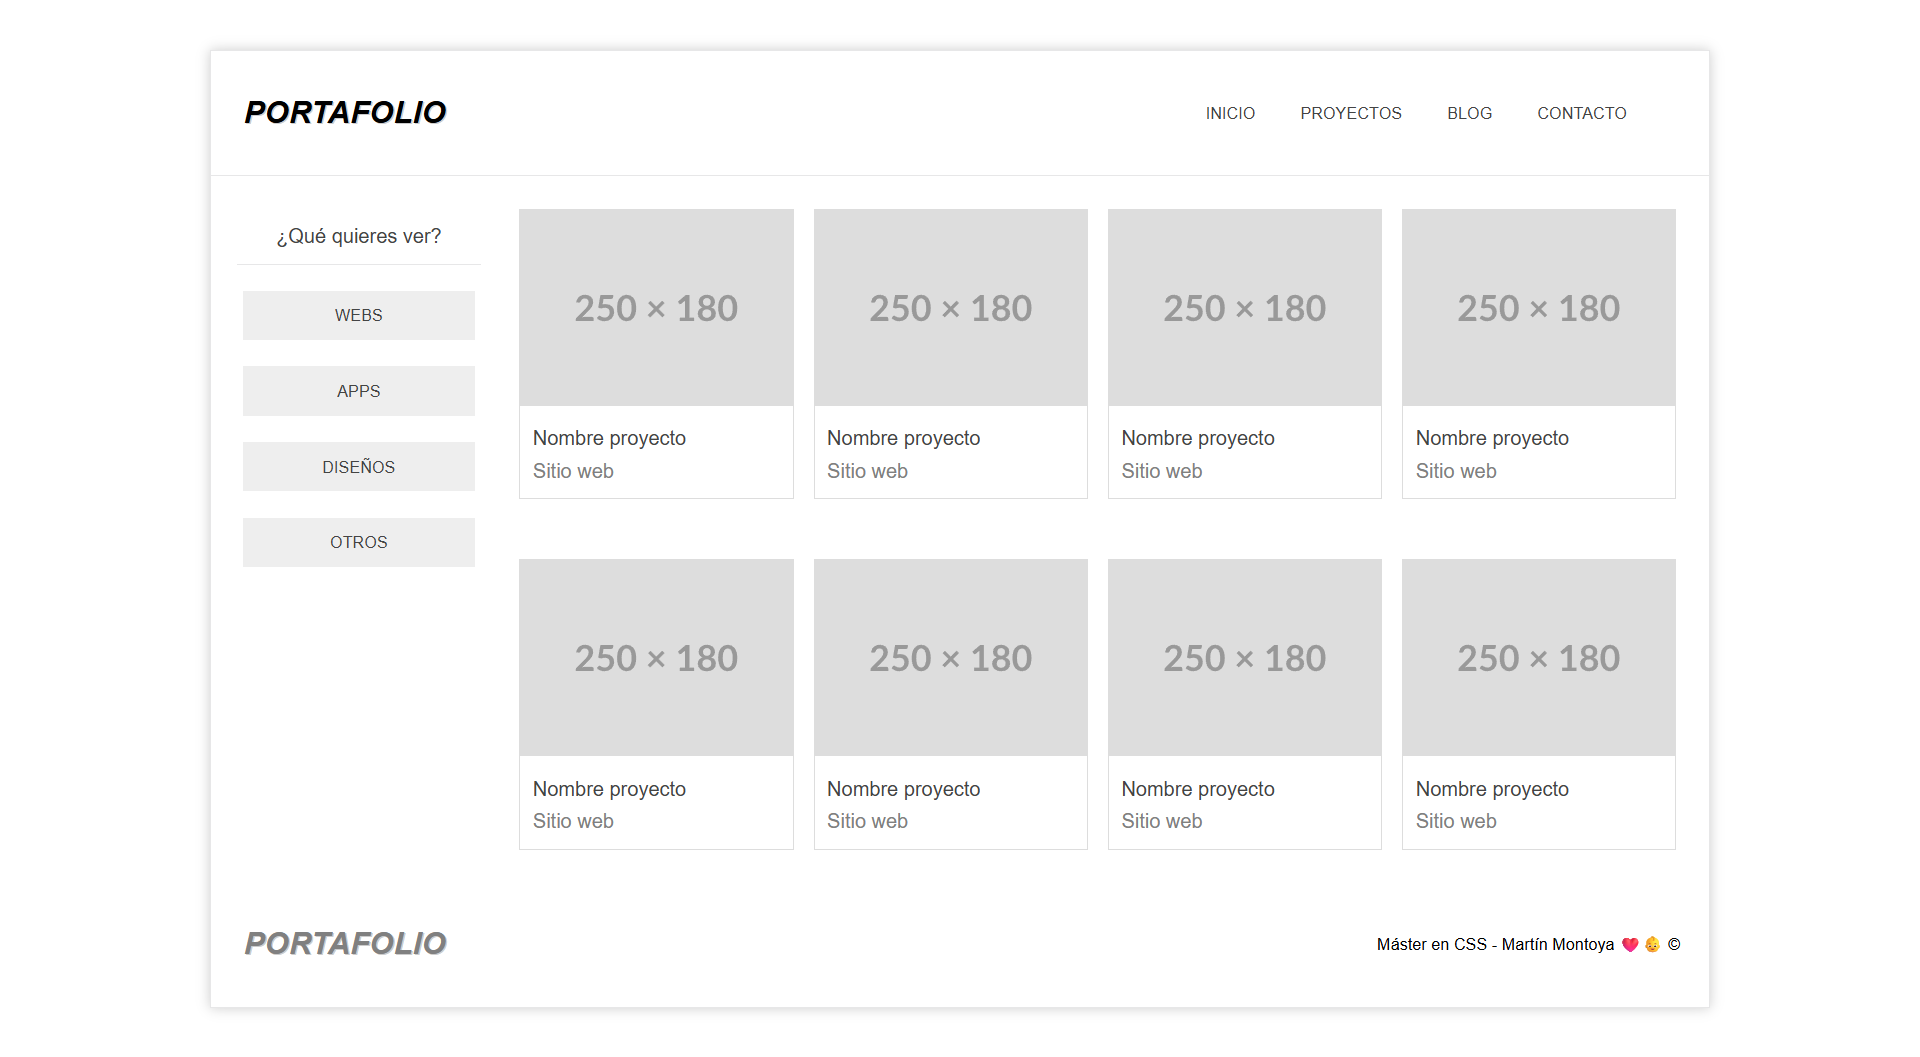 PORTAFOLIO
INICIO PROYECTOS BLOG CONTACTO
¿Qué quieres ver?
WEBS
APPS
DISEÑOS
OTROS
250 × 180
Nombre proyecto
Sitio web
250 × 180
Nombre proyecto
Sitio web
250 × 180
Nombre proyecto
Sitio web
250 × 180
Nombre proyecto
Sitio web
250 × 180
Nombre proyecto
Sitio web
250 × 180
Nombre proyecto
Sitio web
250 × 180
Nombre proyecto
Sitio web
250 × 180
Nombre proyecto
Sitio web
PORTAFOLIO
Máster en CSS - Martín Montoya ❤️ 👶 ©